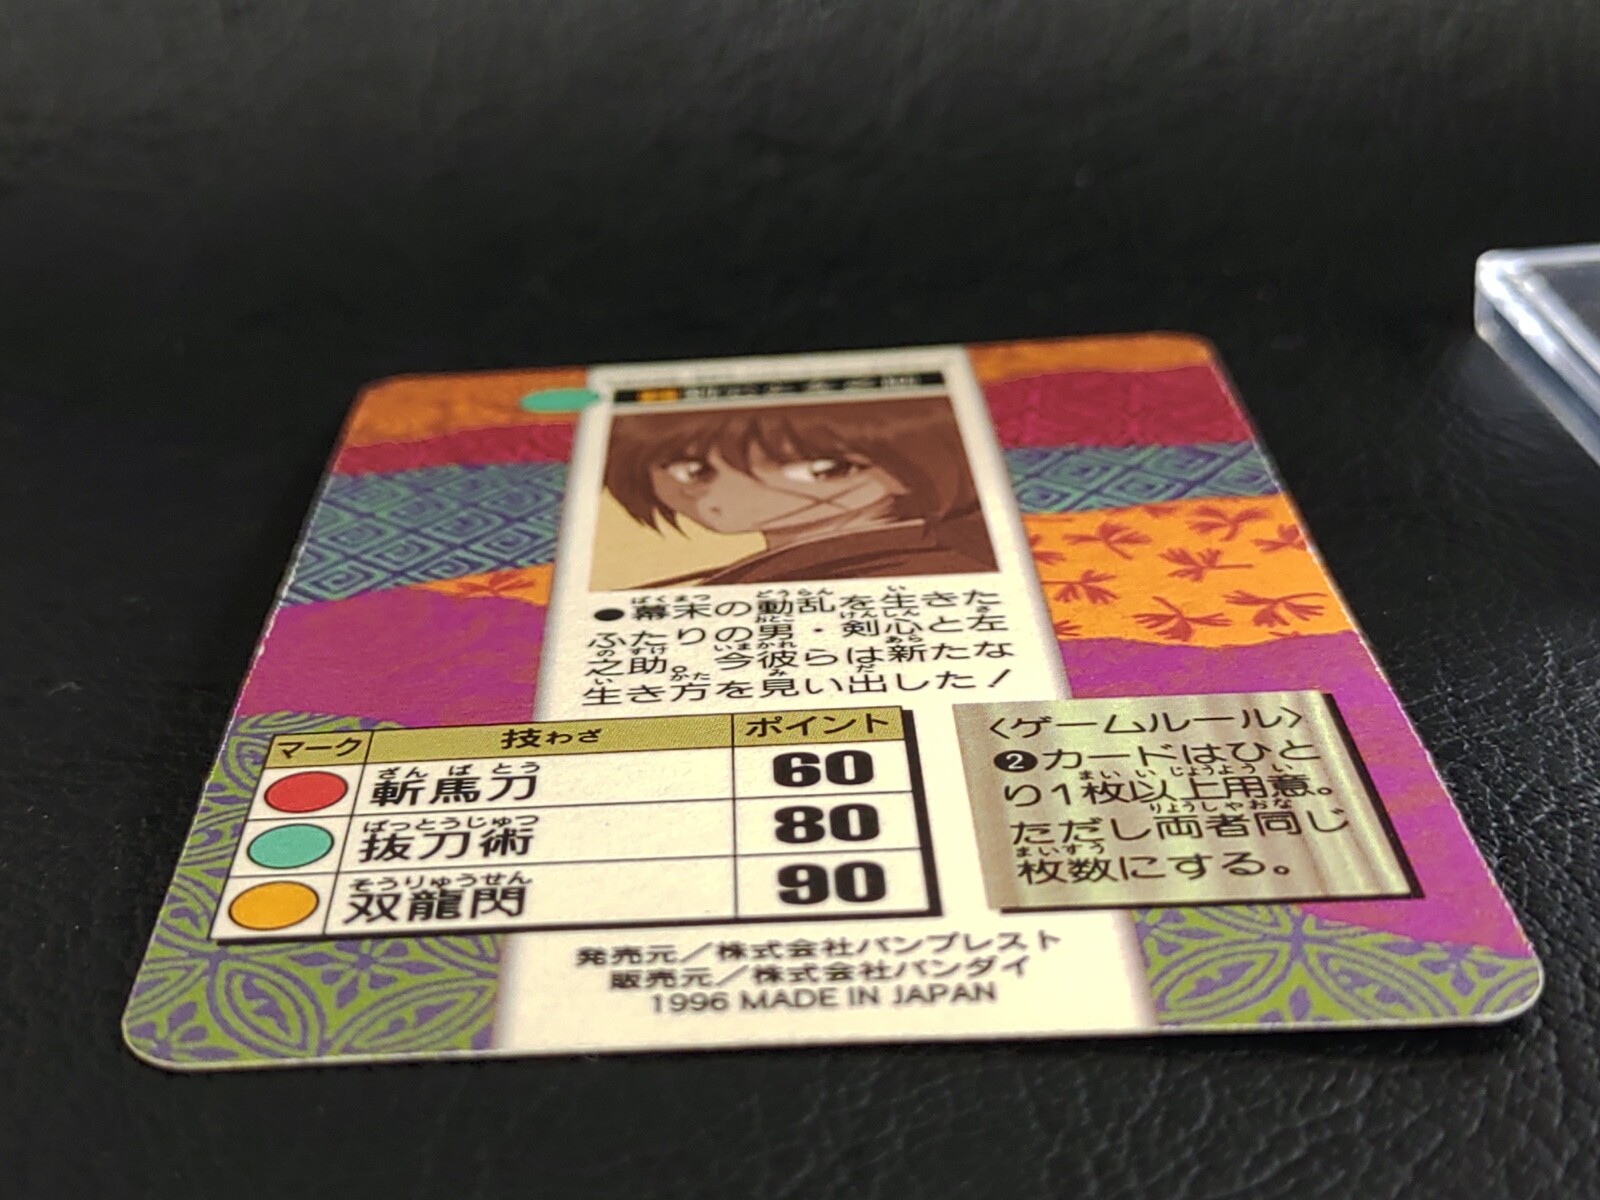 ●幕末の動乱を生きた
ふたりの男・剣心と左
之助。今彼らは新たな
生き方を見い出した！
マーク 技わざ ポイント
斬馬刀 60
抜刀術 80
双龍閃 90
〈ゲームルール〉
❷カードはひと
り1枚以上用意。
ただし両者同じ
枚数にする。
発売元／株式会社バンプレスト
販売元／株式会社バンダイ
1996 MADE IN JAPAN